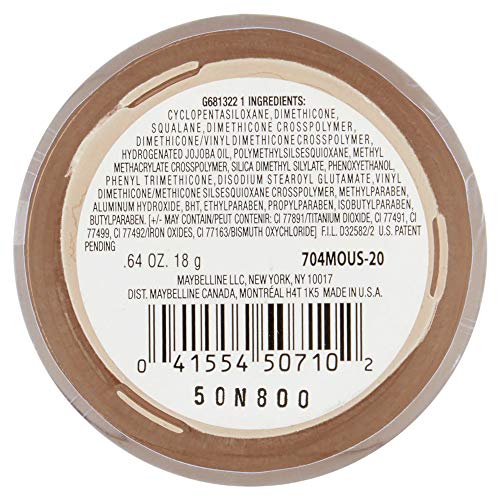 G681322 1 INGREDIENTS:
CYCLOPENTASILOXANE, DIMETHICONE,
SQUALANE, DIMETHICONE CROSSPOLYMER,
DIMETHICONE/VINYL DIMETHICONE CROSSPOLYMER,
HYDROGENATED JOJOBA OIL, POLYMETHYLSILSESQUIOXANE, METHYL
METHACRYLATE CROSSPOLYMER, SILICA DIMETHYL SILYLATE, PHENOXYETHANOL,
PHENYL TRIMETHICONE, DISODIUM STEAROYL GLUTAMATE, VINYL
DIMETHICONE/METHICONE SILSESQUIOXANE CROSSPOLYMER, METHYLPARABEN,
ALUMINUM HYDROXIDE, BHT, ETHYLPARABEN, PROPYLPARABEN, ISOBUTYLPARABEN,
BUTYLPARABEN, [+/- MAY CONTAIN/PEUT CONTENIR: CI 77891/TITANIUM DIOXIDE, CI 77491, CI
77499, CI 77492/IRON OXIDES, CI 77163/BISMUTH OXYCHLORIDE] F.I.L. D32582/2 U.S. PATENT
PENDING
.64 OZ. 18 g 704MOUS-20
MAYBELLINE LLC, NEW YORK, NY 10017
DIST. MAYBELLINE CANADA, MONTRÉAL H4T 1K5 MADE IN U.S.A.
0 41554 50710 2
50N800